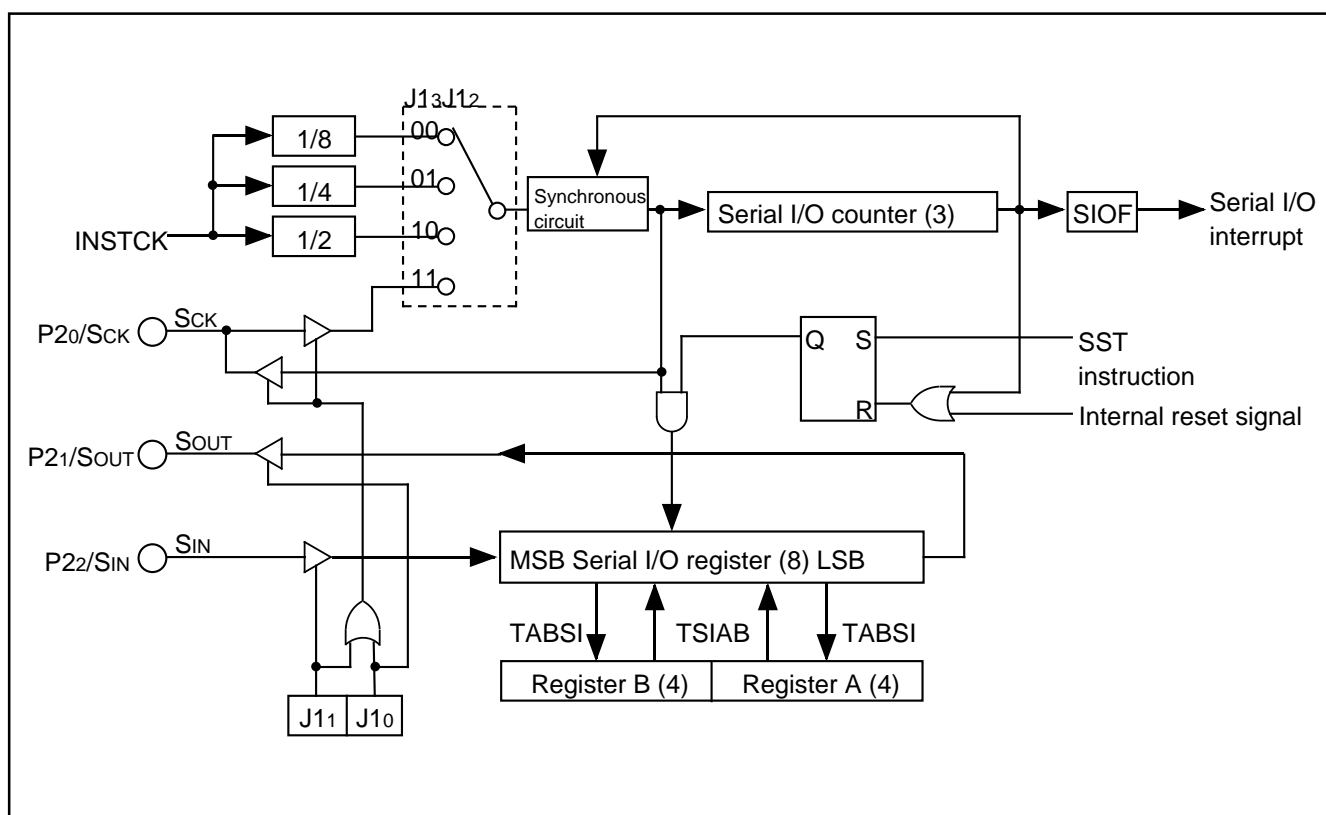 J13J12
00
1/8
01
1/4
10
1/2
11
INSTCK
Synchronous
circuit
Serial I/O counter (3)
SIOF
Serial I/O
interrupt
P20/SCK
SCK
Q
S
R
SST
instruction
Internal reset signal
P21/SOUT
SOUT
P22/SIN
SIN
MSB Serial I/O register (8) LSB
TABSI
TSIAB
TABSI
Register B (4)
Register A (4)
J11
J10